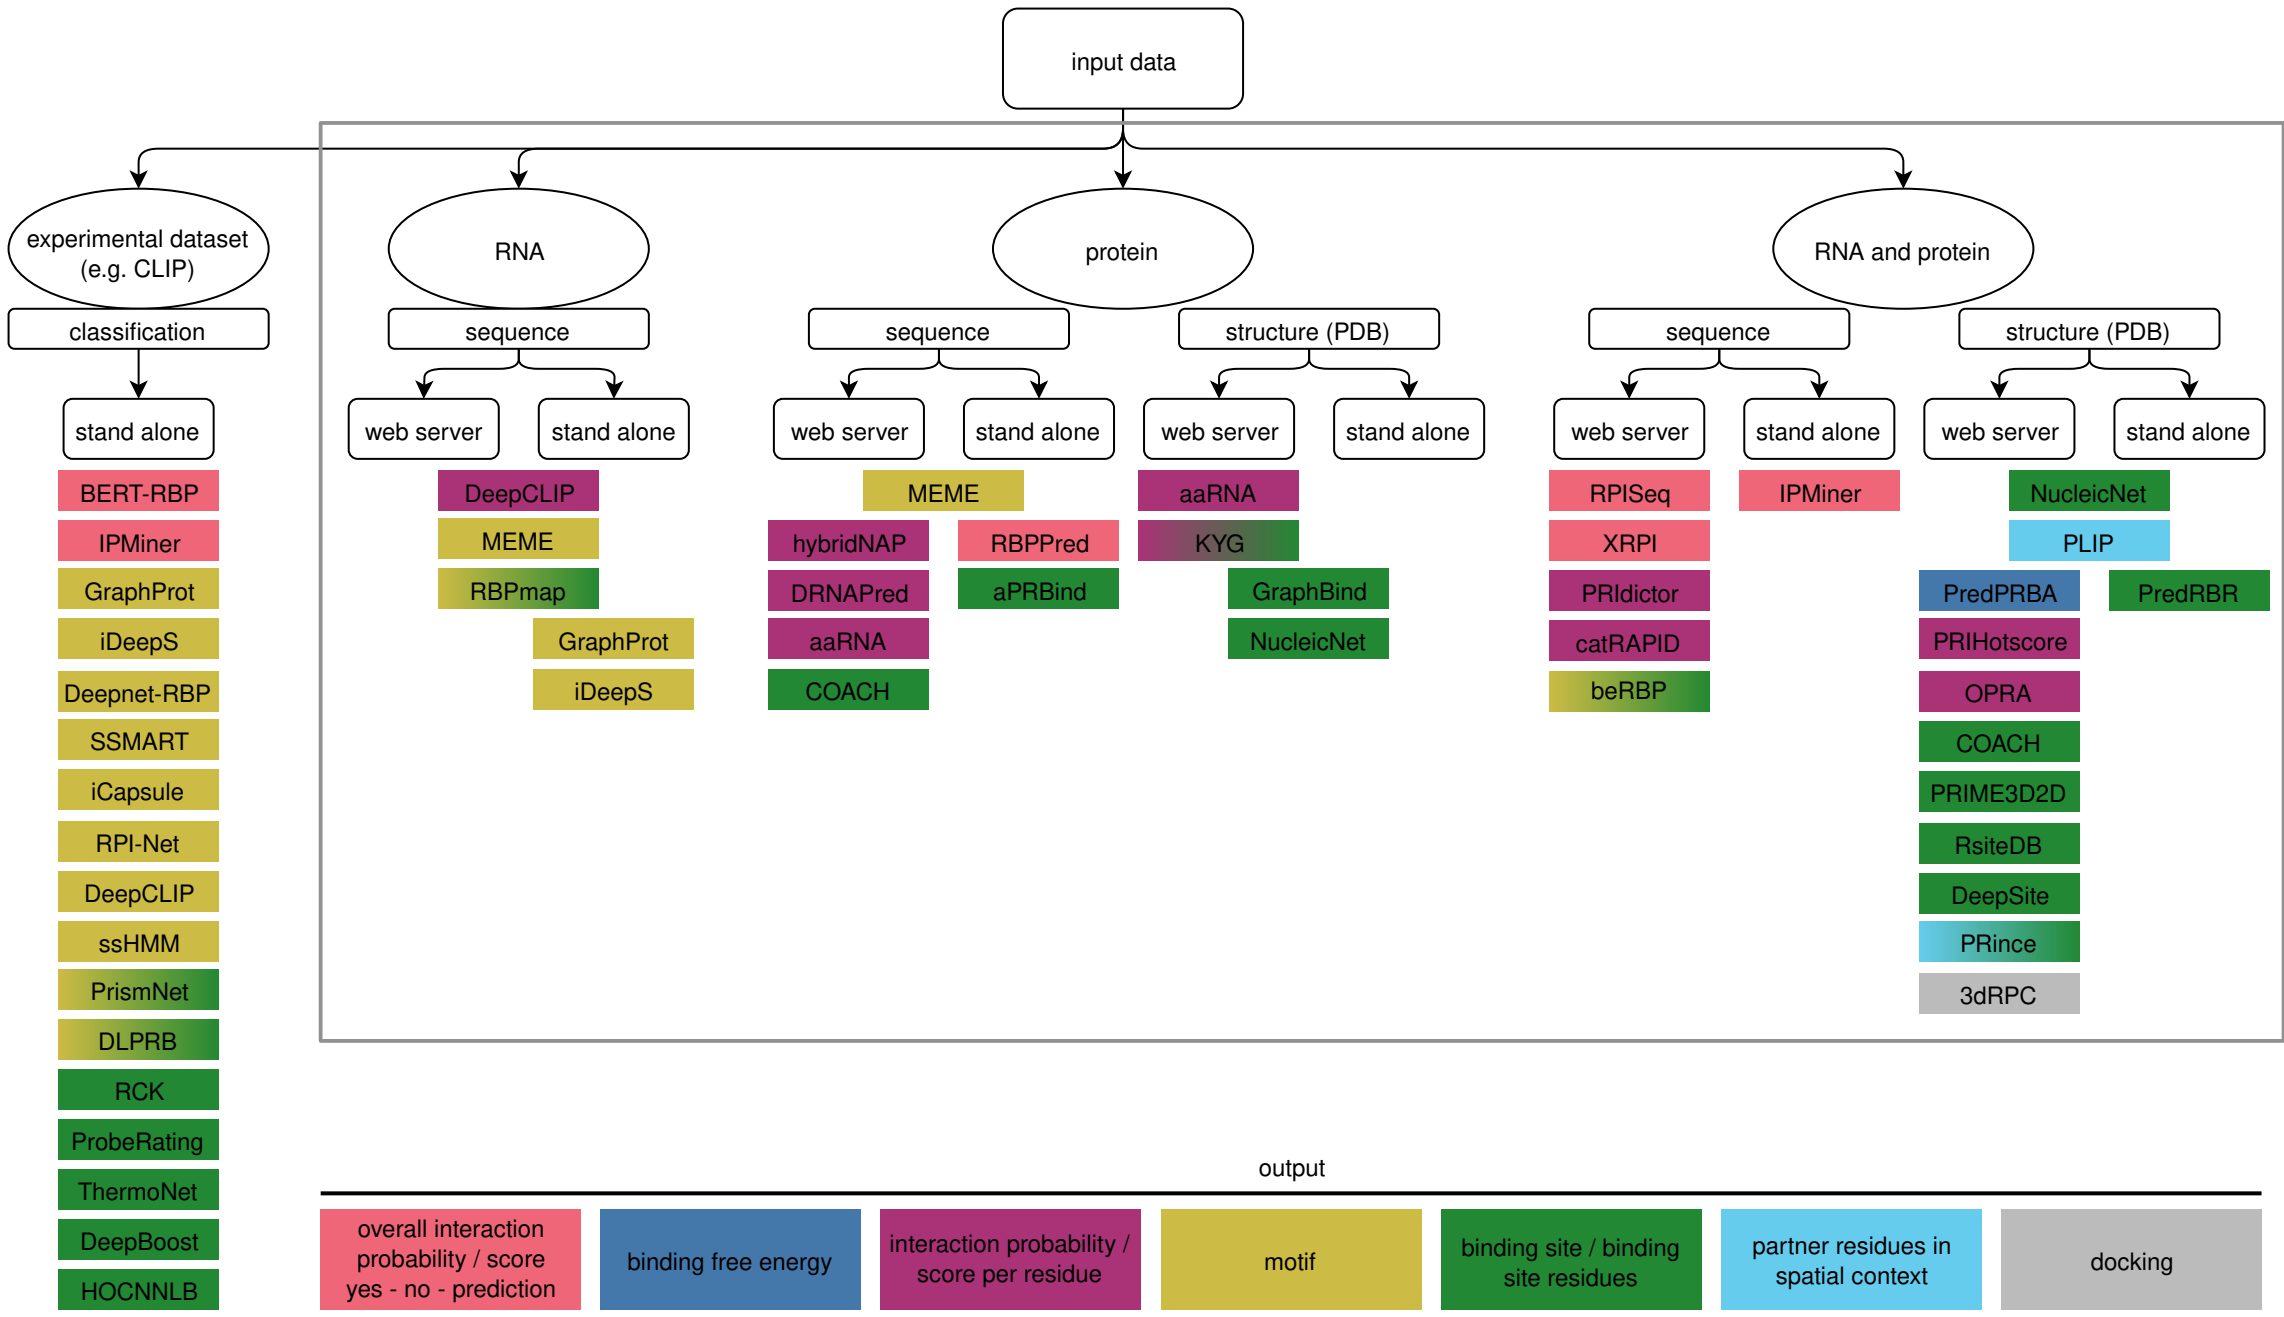 input data
experimental dataset
(e.g. CLIP)
RNA
protein
RNA and protein
classification
sequence
sequence
structure (PDB)
sequence
structure (PDB)
stand alone
web server
stand alone
web server
stand alone
web server
stand alone
web server
stand alone
web server
stand alone
BERT-RBP
IPMiner
GraphProt
iDeepS
Deepnet-RBP
SSMART
iCapsule
RPI-Net
DeepCLIP
ssHMM
PrismNet
DLPRB
RCK
ProbeRating
ThermoNet
DeepBoost
HOCNNLB
DeepCLIP
MEME
RBPmap
GraphProt
iDeepS
MEME
hybridNAP
DRNAPred
aaRNA
COACH
RBPPred
aPRBind
aaRNA
KYG
GraphBind
NucleicNet
RPISeq
XRPI
PRIdictor
catRAPID
beRBP
IPMiner
NucleicNet
PLIP
PredPRBA
PRIHotscore
OPRA
COACH
PRIME3D2D
RsiteDB
DeepSite
PRince
3dRPC
PredRBR
output
overall interaction
probability / score
yes - no - prediction
binding free energy
interaction probability /
score per residue
motif
binding site / binding
site residues
partner residues in
spatial context
docking